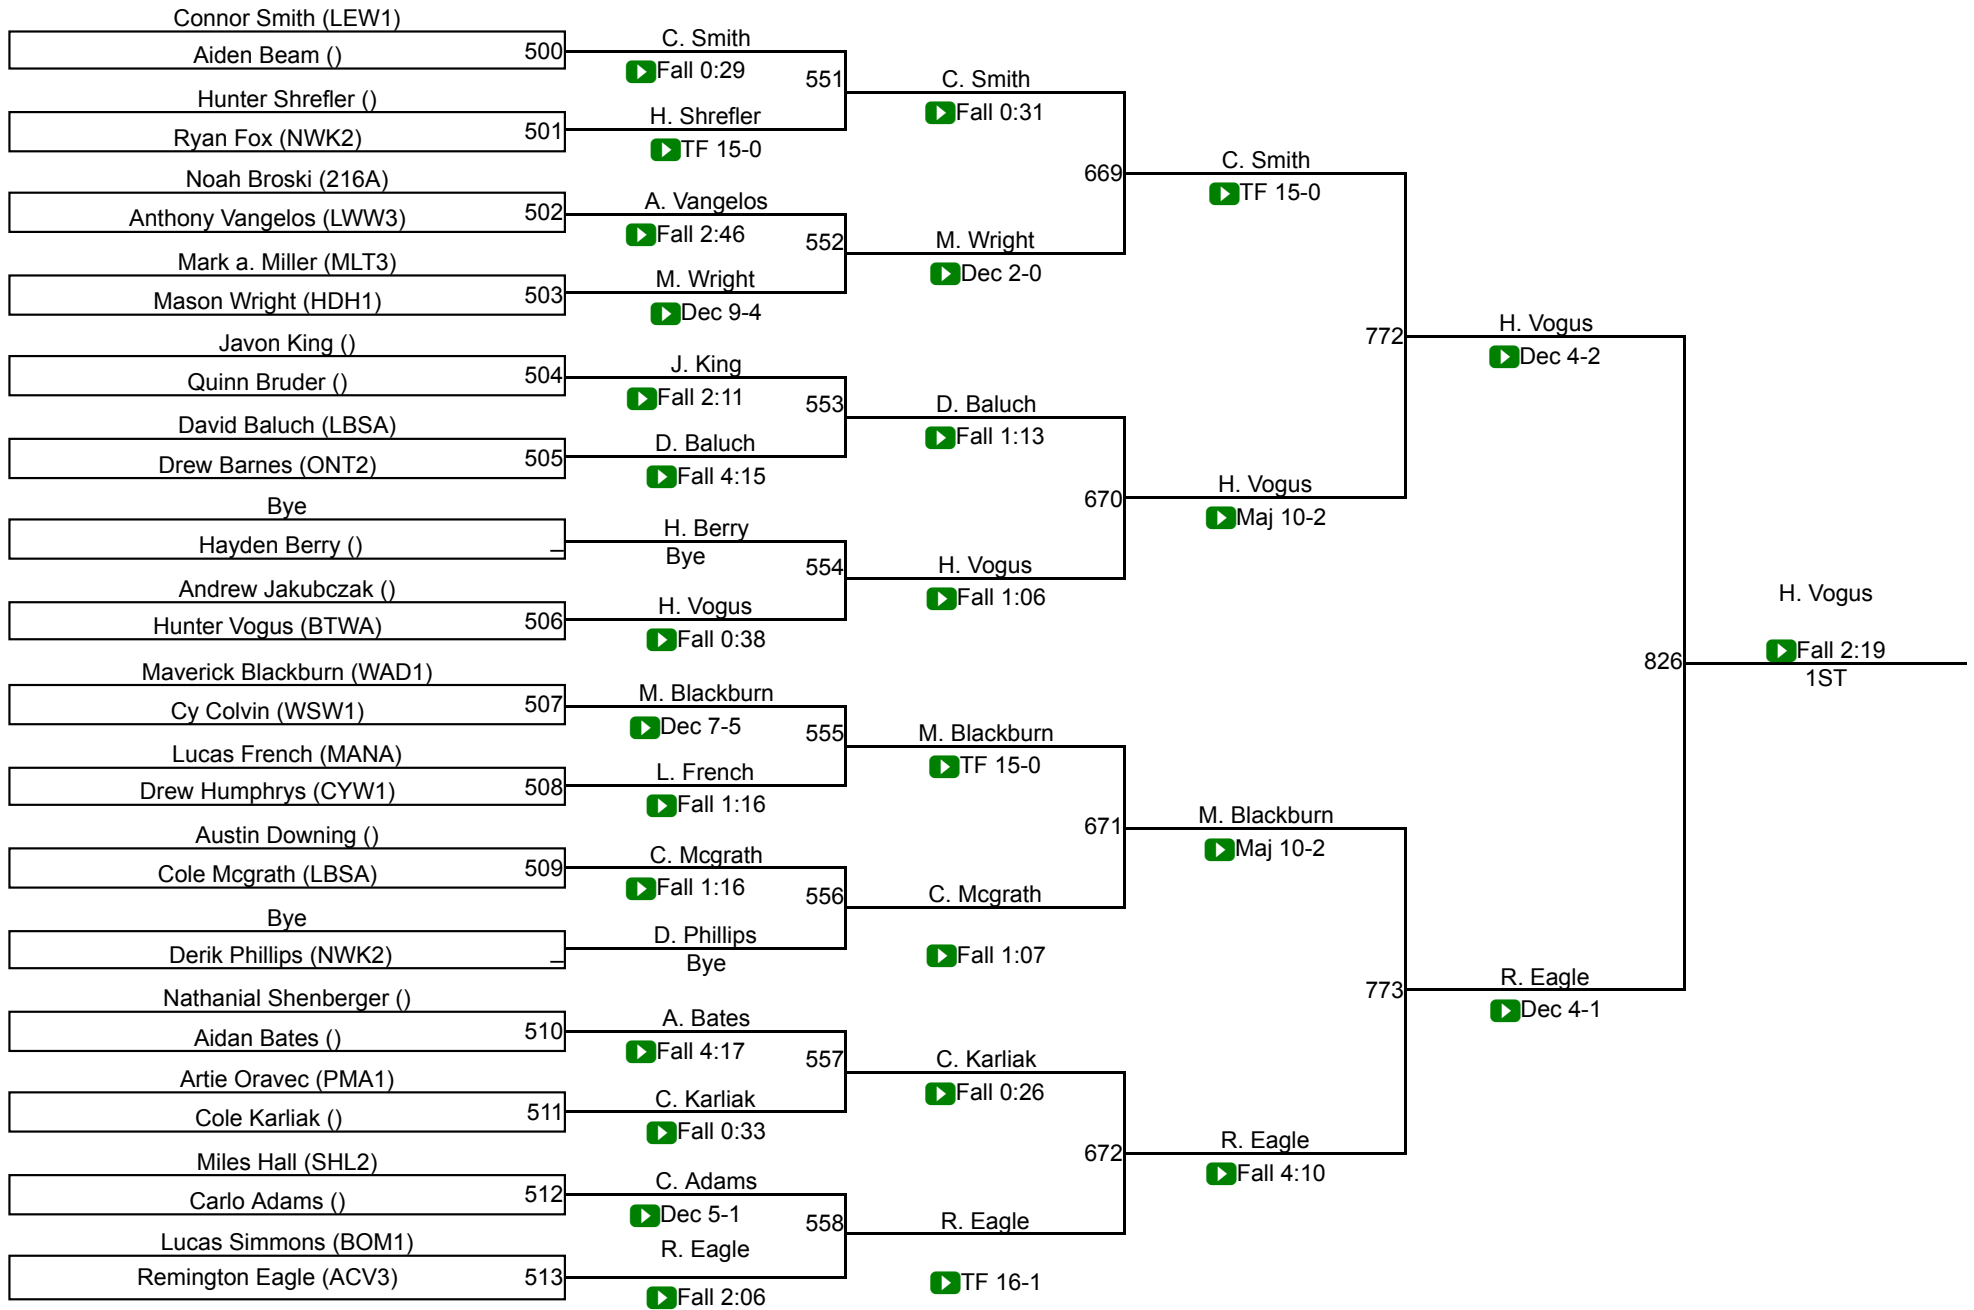 Connor Smith (LEW1)
Aiden Beam ()
500
Hunter Shrefler ()
Ryan Fox (NWK2)
501
Noah Broski (216A)
Anthony Vangelos (LWW3)
502
Mark a. Miller (MLT3)
Mason Wright (HDH1)
503
Javon King ()
Quinn Bruder ()
504
David Baluch (LBSA)
Drew Barnes (ONT2)
505
Bye
Hayden Berry ()
_
Andrew Jakubczak ()
Hunter Vogus (BTWA)
506
Maverick Blackburn (WAD1)
Cy Colvin (WSW1)
507
Lucas French (MANA)
Drew Humphrys (CYW1)
508
Austin Downing ()
Cole Mcgrath (LBSA)
509
Bye
Derik Phillips (NWK2)
_
Nathanial Shenberger ()
Aidan Bates ()
510
Artie Oravec (PMA1)
Cole Karliak ()
511
Miles Hall (SHL2)
Carlo Adams ()
512
Lucas Simmons (BOM1)
Remington Eagle (ACV3)
513
C. Smith
Fall 0:29
551
H. Shrefler
TF 15-0
A. Vangelos
Fall 2:46
552
M. Wright
Dec 9-4
J. King
Fall 2:11
553
D. Baluch
Fall 4:15
H. Berry
Bye
554
H. Vogus
Fall 0:38
M. Blackburn
Dec 7-5
555
L. French
Fall 1:16
C. Mcgrath
Fall 1:16
556
D. Phillips
Bye
A. Bates
Fall 4:17
557
C. Karliak
Fall 0:33
C. Adams
Dec 5-1
558
R. Eagle
Fall 2:06
C. Smith
Fall 0:31
669
M. Wright
Dec 2-0
D. Baluch
Fall 1:13
670
H. Vogus
Fall 1:06
M. Blackburn
TF 15-0
671
C. Mcgrath
Fall 1:07
C. Karliak
Fall 0:26
672
R. Eagle
TF 16-1
C. Smith
TF 15-0
772
H. Vogus
Maj 10-2
M. Blackburn
Maj 10-2
773
R. Eagle
Fall 4:10
H. Vogus
Dec 4-2
826
R. Eagle
Dec 4-1
H. Vogus
Fall 2:19
1ST